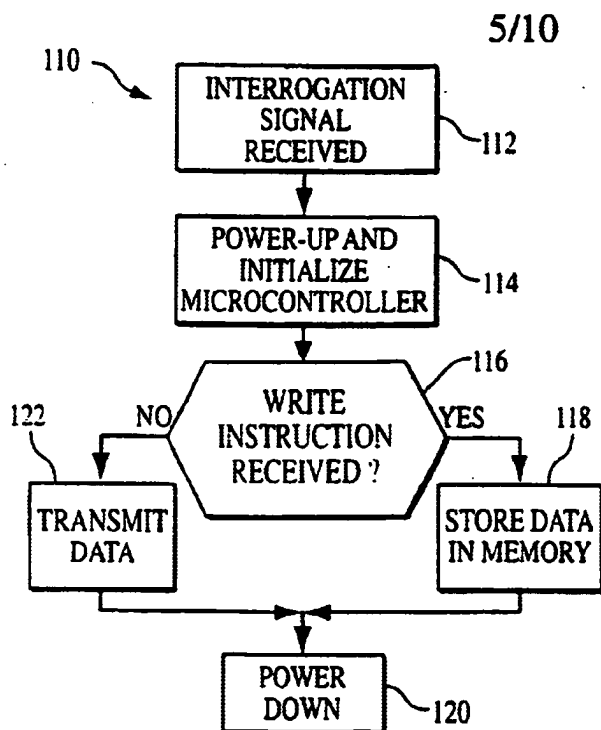 5/10
110
INTERROGATION
SIGNAL
RECEIVED
112
POWER-UP AND
INITIALIZE
MICROCONTROLLER
114
116
WRITE
INSTRUCTION
RECEIVED ?
NO
YES
122
118
TRANSMIT
DATA
STORE DATA
IN MEMORY
POWER
DOWN
120